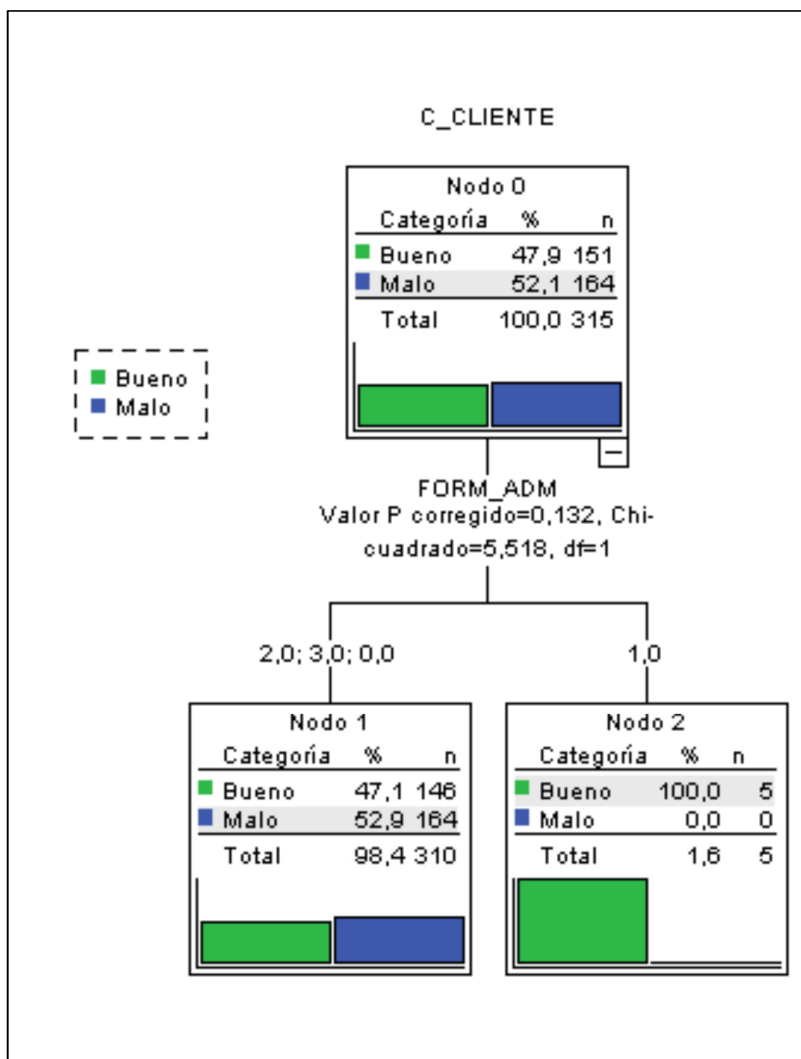 C_CLIENTE
Nodo 0
Categoría % n
Bueno 47,9 151
Malo 52,1 164
Total 100,0 315
Bueno
Malo
FORM_ADM
Valor P corregido=0,132, Chi-
cuadrado=5,518, df=1
2,0; 3,0; 0,0
1,0
Nodo 1
Categoría % n
Bueno 47,1 146
Malo 52,9 164
Total 98,4 310
Nodo 2
Categoría % n
Bueno 100,0 5
Malo 0,0 0
Total 1,6 5